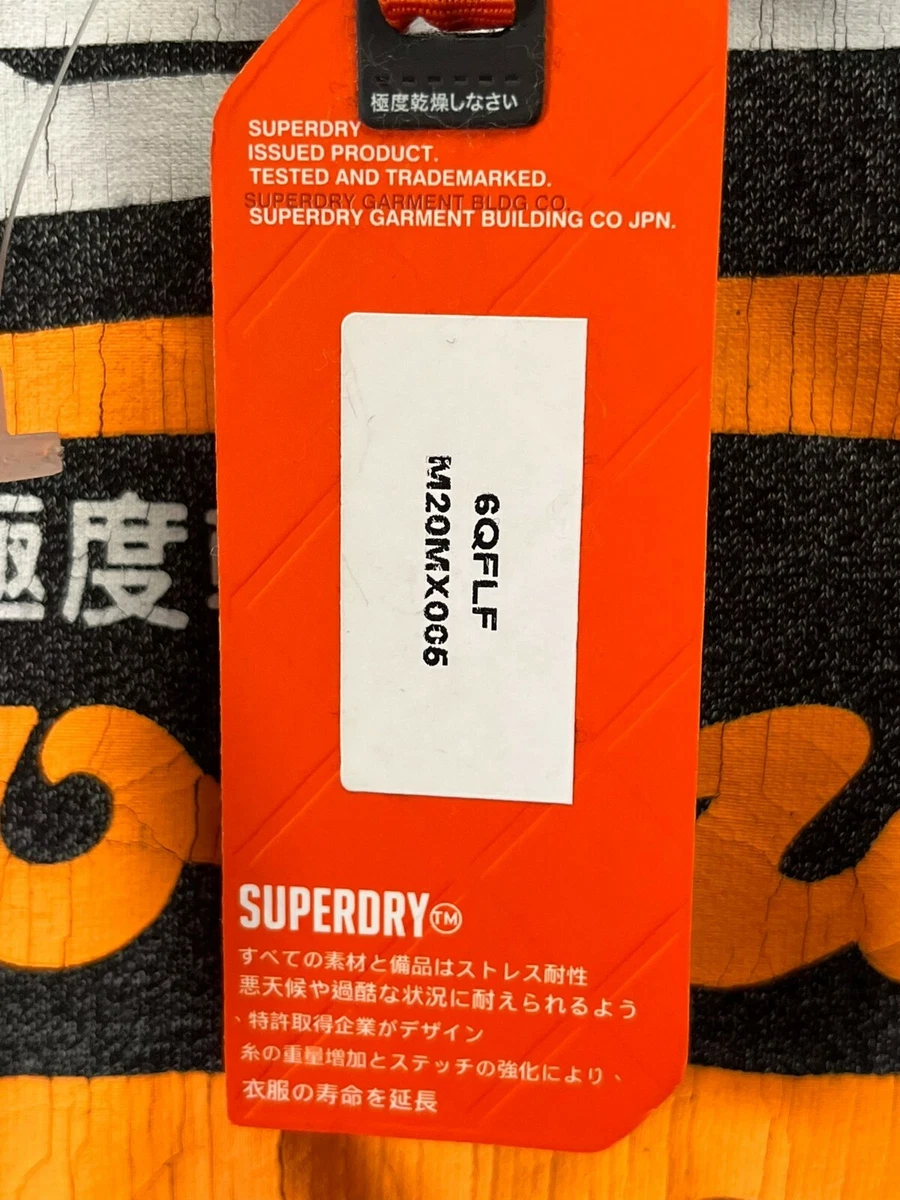 極度乾燥しなさい
SUPERDRY
ISSUED PRODUCT.
TESTED AND TRADEMARKED.
SUPERDRY GARMENT BLDG CO.
SUPERDRY GARMENT BUILDING CO JPN.
6QFLF
M20MX005
極度
SUPERDRY TM
すべての素材と備品はストレス耐性
悪天候や過酷な状況に耐えられるよう
、特許取得企業がデザイン
糸の重量増加とステッチの強化により、
衣服の寿命を延長